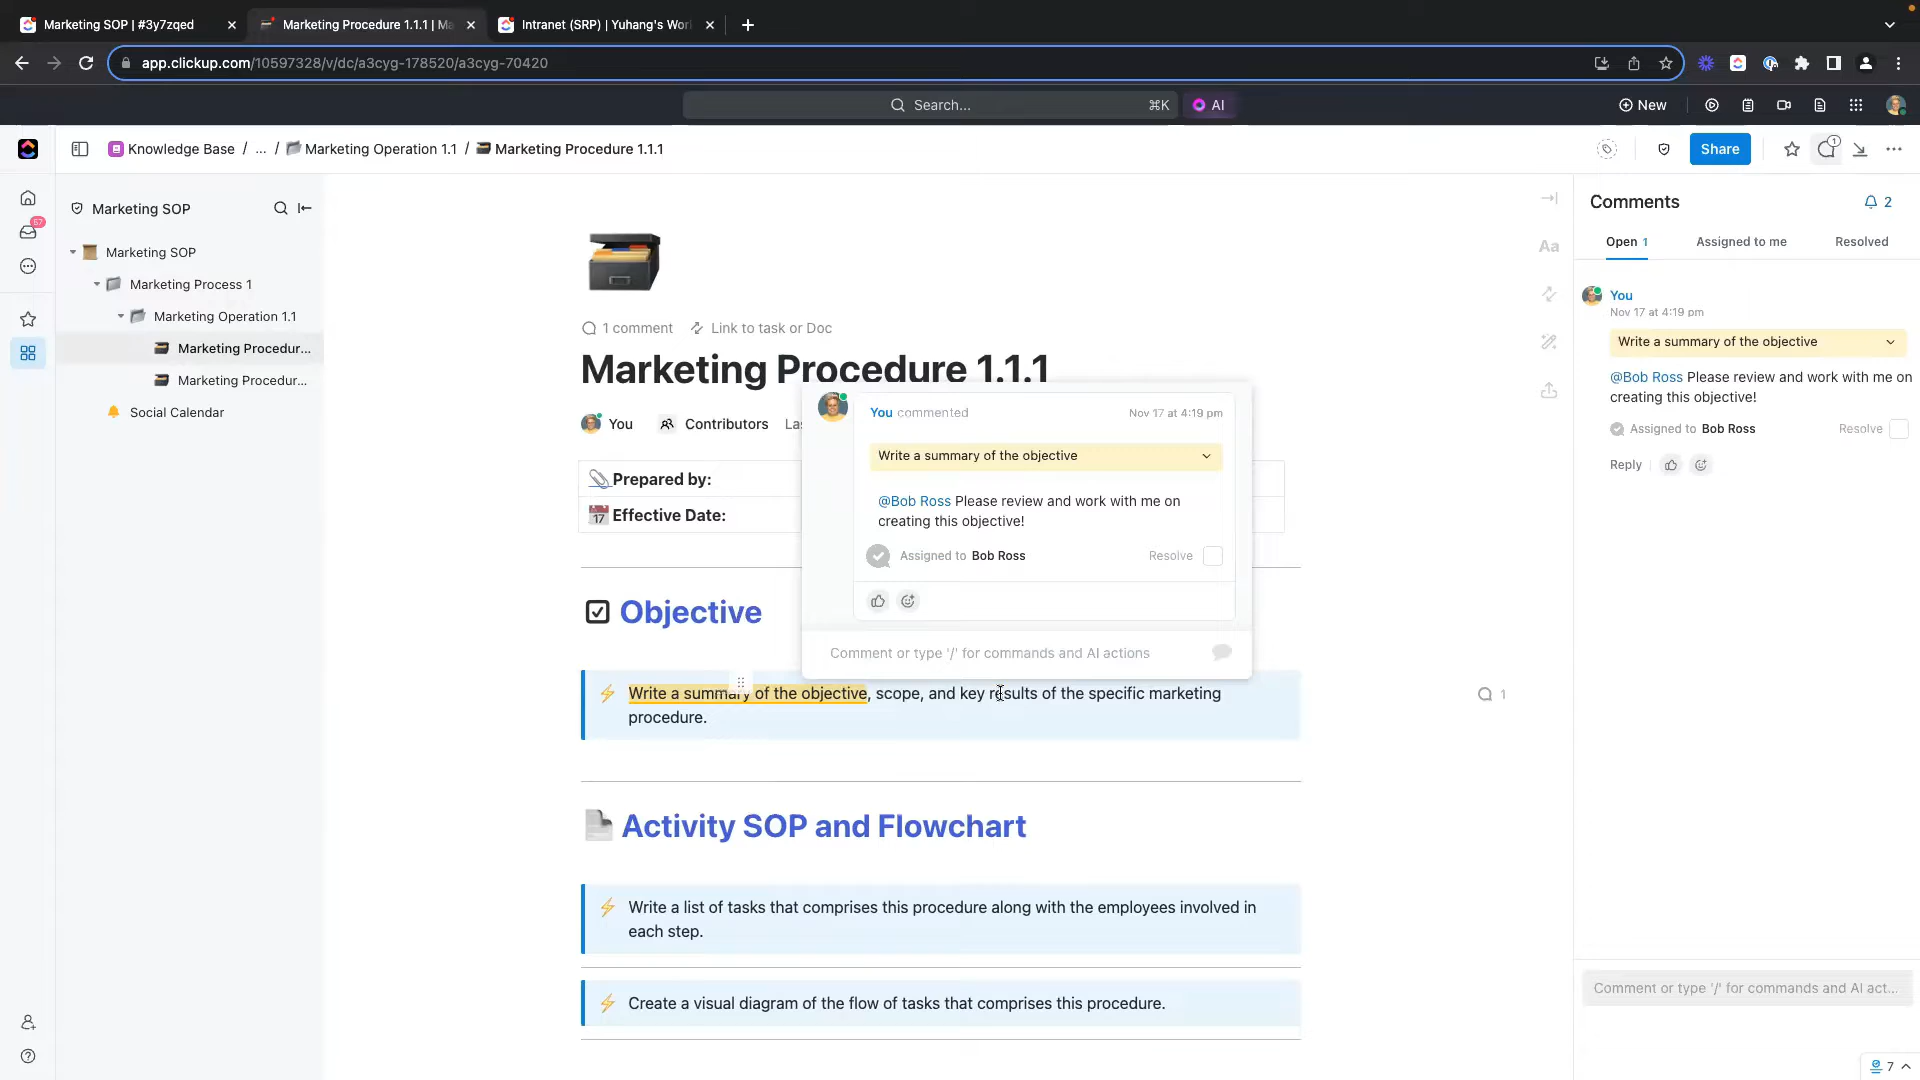 Marketing SOP | #3y7zqed
Marketing Procedure 1.1.1 | Ma
Intranet (SRP) | Yuhang's Wor
app.clickup.com/10597328/v/dc/a3cyg-178520/a3cyg-70420
Search...
⌘K
AI
New
Knowledge Base / ... / Marketing Operation 1.1 / Marketing Procedure 1.1.1
Share
1
57
Marketing SOP
Marketing SOP
Marketing Process 1
Marketing Operation 1.1
Marketing Procedur...
Marketing Procedur...
Social Calendar
1 comment
Link to task or Doc
Marketing Procedure 1.1.1
You
Contributors
Las
Prepared by:
17
Effective Date:
You commented
Nov 17 at 4:19 pm
Write a summary of the objective
@Bob Ross Please review and work with me on
creating this objective!
Assigned to Bob Ross
Resolve
Comment or type '/' for commands and AI actions
Objective
Write a summary of the objective, scope, and key results of the specific marketing
procedure.
1
Activity SOP and Flowchart
Write a list of tasks that comprises this procedure along with the employees involved in
each step.
Create a visual diagram of the flow of tasks that comprises this procedure.
Aa
Comments
2
Open 1
Assigned to me
Resolved
You
Nov 17 at 4:19 pm
Write a summary of the objective
@Bob Ross Please review and work with me on
creating this objective!
Assigned to Bob Ross
Resolve
Reply
Comment or type '/' for commands and AI act...
7